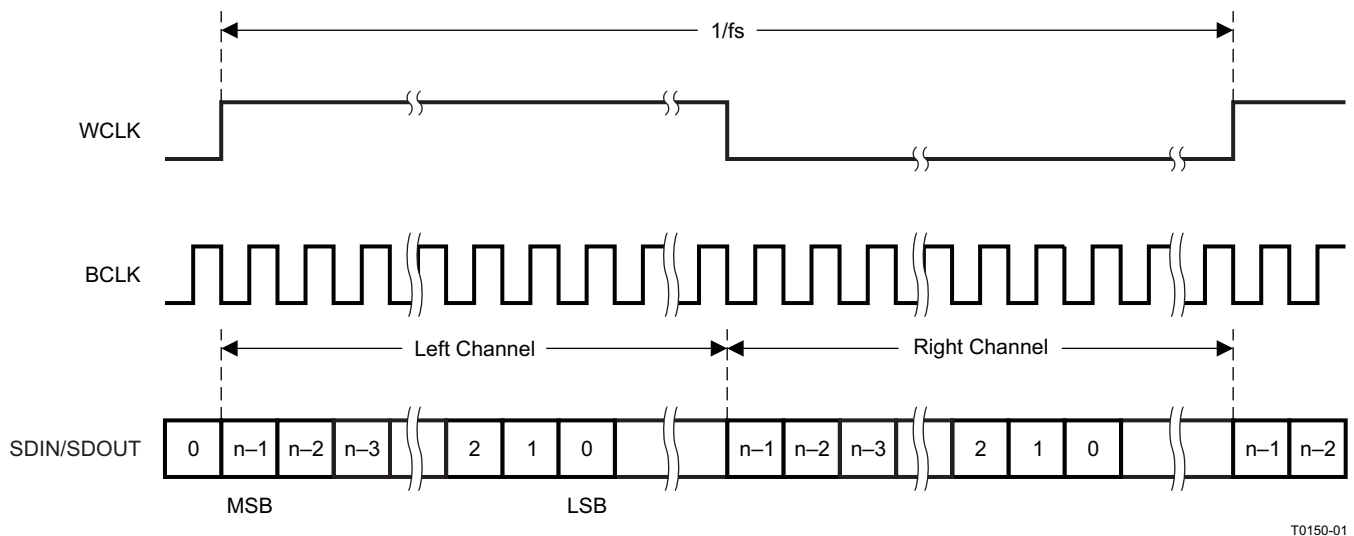 1/fs
WCLK
BCLK
Left Channel Right Channel
SDIN/SDOUT 0 n–1 n–2 n–3 2 1 0 n–1 n–2 n–3 2 1 0 n–1 n–2
MSB LSB
T0150-01